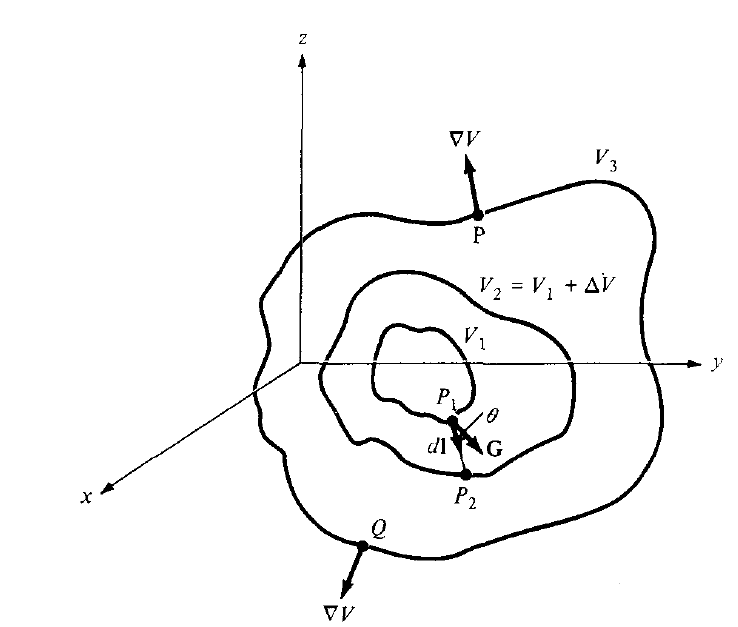 z
∇V
V₃
P
V₂ = V₁ + ΔV
V₁
y
P₁
θ
dl
G
x
P₂
Q
∇V